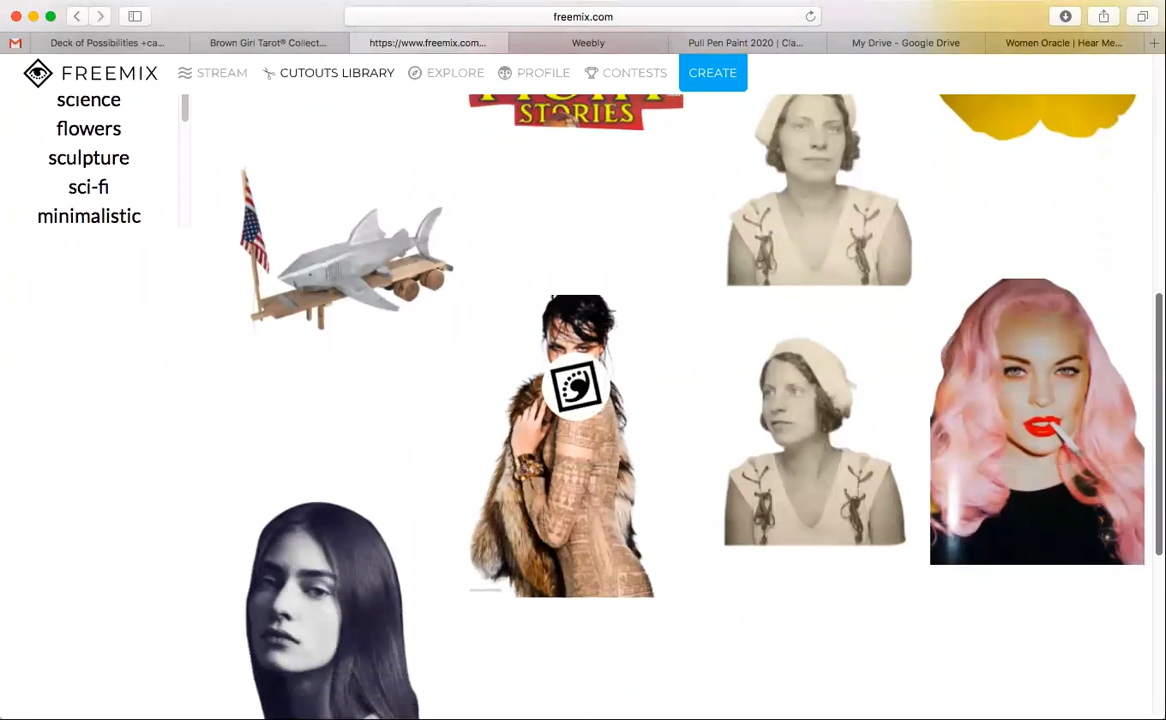 freemix.com
Deck of Possibilities +ca...
Brown Girl Tarot® Collect...
https://www.freemix.com...
Weebly
Pull Pen Paint 2020 | Cla...
My Drive - Google Drive
Women Oracle | Hear Me...
FREEMIX
STREAM
CUTOUTS LIBRARY
EXPLORE
PROFILE
CONTESTS
CREATE
science
flowers
sculpture
sci-fi
minimalistic
STORIES